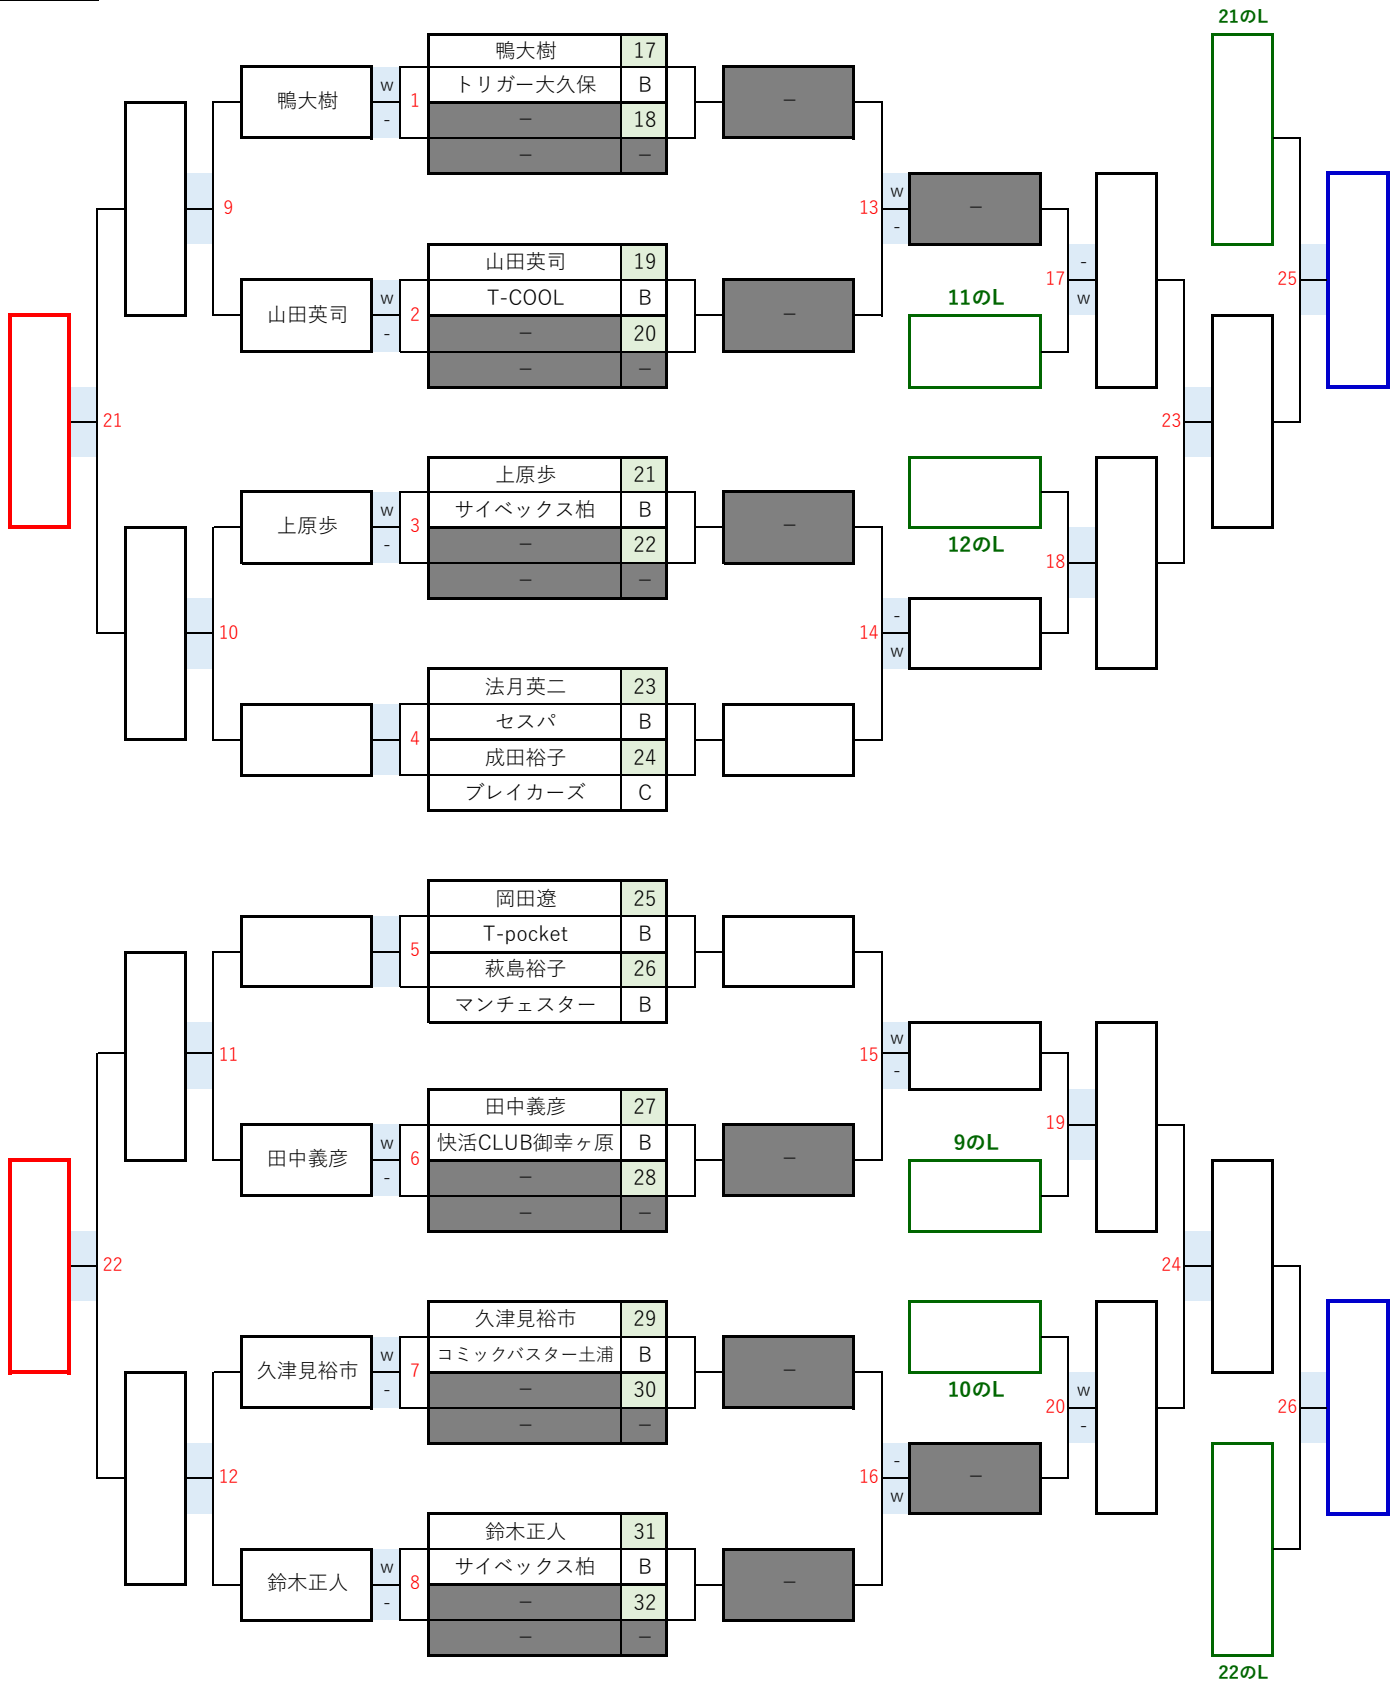 21のL
鴨大樹 17
鴨大樹 w 1 トリガー大久保 B －
- － 18
－ －
9 13 w －
-
山田英司 19
17 -
山田英司 w 2 T-COOL B － 11のL w
- － 20
－ －
25
21 23
上原歩 21
上原歩 w 3 サイベックス柏 B －
- － 22 12のL
－ －
18
10 14 -
w
法月英二 23
4 セスパ B
成田裕子 24
ブレイカーズ C
岡田遼 25
5 T-pocket B
萩島裕子 26
マンチェスター B
11 15 w
-
田中義彦 27 19
田中義彦 w 6 快活CLUB御幸ヶ原 B － 9のL
- － 28
－ －
22 24
久津見裕市 29
久津見裕市 w 7 コミックバスター土浦 B －
- － 30 10のL
－ －
20 w
-
26
12 16 - －
w
鈴木正人 31
鈴木正人 w 8 サイベックス柏 B －
- － 32
－ －
22のL